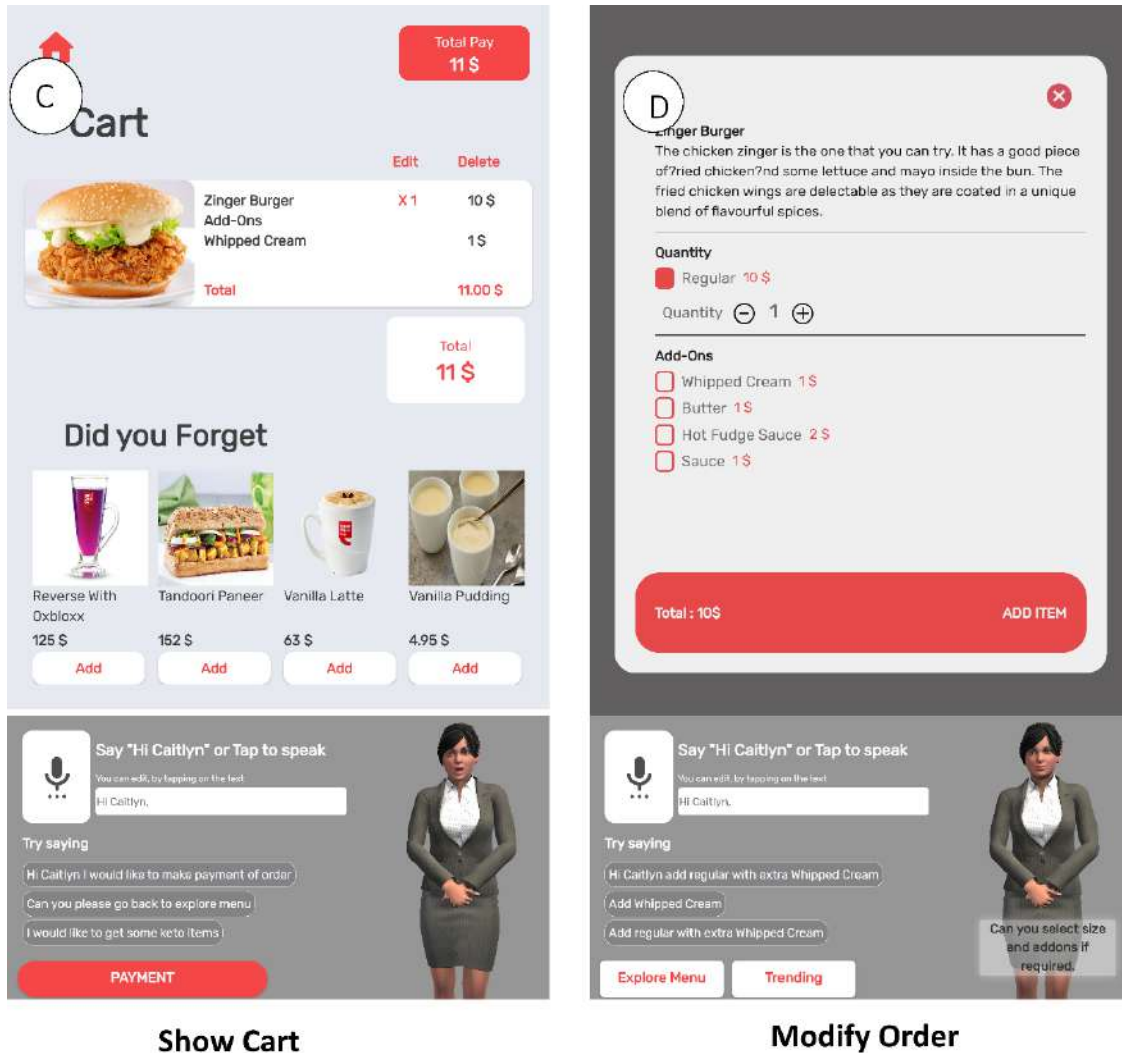 Total Pay
11 $
C
Cart
Edit Delete
Zinger Burger X 1 10 $
Add-Ons
Whipped Cream 1 $
Total 11.00 $
Total
11 $
Did you Forget
Reverse With Tandoori Paneer Vanilla Latte Vanilla Pudding
Oxbloxx
125 $ 152 $ 63 $ 4.95 $
Add Add Add Add
Say "Hi Caitlyn" or Tap to speak
You can edit, by tapping on the text
Hi Caitlyn,
Try saying
Hi Caitlyn I would like to make payment of order
Can you please go back to explore menu
I would like to get some keto items
PAYMENT
Show Cart
D
Zinger Burger
The chicken zinger is the one that you can try. It has a good piece
of?ried chicken?nd some lettuce and mayo inside the bun. The
fried chicken wings are delectable as they are coated in a unique
blend of flavourful spices.
Quantity
Regular 10 $
Quantity 1
Add-Ons
Whipped Cream 1 $
Butter 1 $
Hot Fudge Sauce 2 $
Sauce 1 $
Total : 10$ ADD ITEM
Say "Hi Caitlyn" or Tap to speak
You can edit, by tapping on the text
Hi Caitlyn,
Try saying
Hi Caitlyn add regular with extra Whipped Cream
Add Whipped Cream
Add regular with extra Whipped Cream
Can you select size
and addons if
required.
Explore Menu Trending
Modify Order